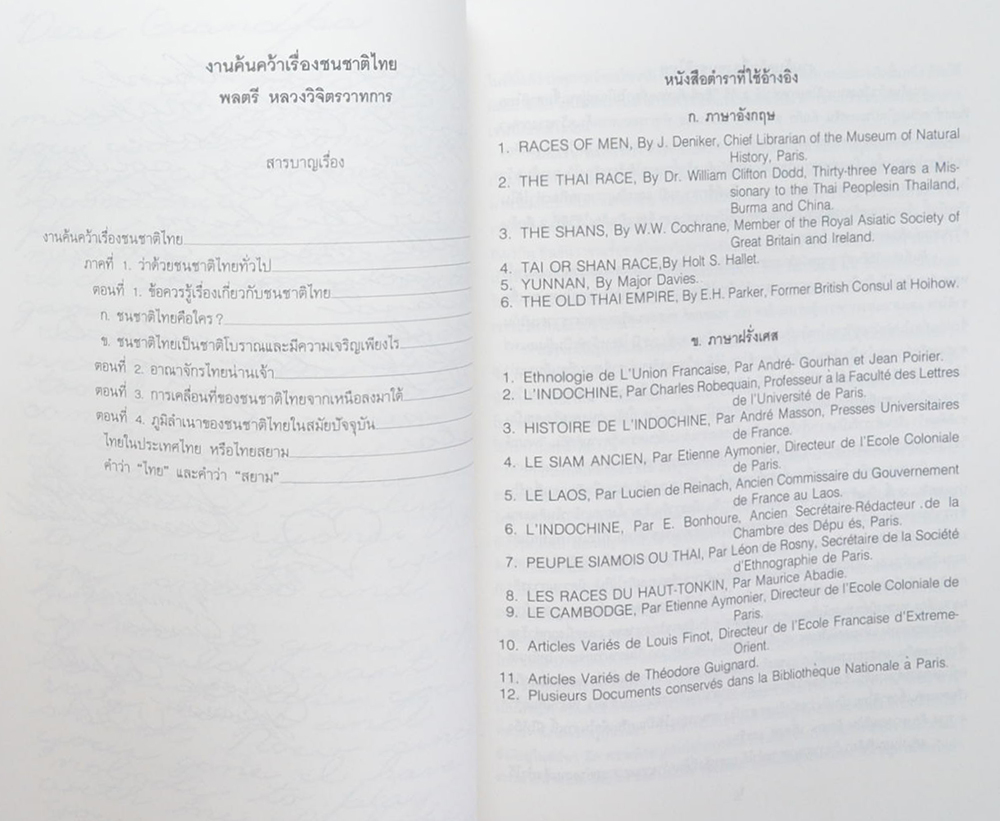 งานค้นคว้าเรื่องชนชาติไทย
พลตรี หลวงวิจิตรวาทการ
สารบาญเรื่อง
งานค้นคว้าเรื่องชนชาติไทย
ภาคที่ 1. ว่าด้วยชนชาติไทยทั่วไป
ตอนที่ 1. ข้อควรรู้เรื่องเกี่ยวกับชนชาติไทย
ก. ชนชาติไทยคือใคร ?
ข. ชนชาติไทยเป็นชาติโบราณและมีความเจริญเพียงไร
ตอนที่ 2. อาณาจักรไทยน่านเจ้า
ตอนที่ 3. การเคลื่อนที่ของชนชาติไทยจากเหนือลงมาใต้
ตอนที่ 4. ภูมิลำเนาของชนชาติไทยในสมัยปัจจุบัน
ไทยในประเทศไทย หรือไทยสยาม
คำว่า “ไทย” และคำว่า “สยาม”
หนังสือตำราที่ใช้อ้างอิง
ก. ภาษาอังกฤษ
1. RACES OF MEN, By J. Deniker, Chief Librarian of the Museum of Natural
History, Paris.
2. THE THAI RACE, By Dr. William Clifton Dodd, Thirty-three Years a Mis-
sionary to the Thai Peoplesin Thailand,
Burma and China.
3. THE SHANS, By W.W. Cochrane, Member of the Royal Asiatic Society of
Great Britain and Ireland.
4. TAI OR SHAN RACE,By Holt S. Hallet.
5. YUNNAN, By Major Davies.
6. THE OLD THAI EMPIRE, By E.H. Parker, Former British Consul at Hoihow.
ข. ภาษาฝรั่งเศส
1. Ethnologie de L'Union Francaise, Par André- Gourhan et Jean Poirier.
2. L'INDOCHINE, Par Charles Robequain, Professeur à la Faculté des Lettres
de l'Université de Paris.
3. HISTOIRE DE L'INDOCHINE, Par André Masson, Presses Universitaires
de France.
4. LE SIAM ANCIEN, Par Etienne Aymonier, Directeur de l'Ecole Coloniale
de Paris.
5. LE LAOS, Par Lucien de Reinach, Ancien Commissaire du Gouvernement
de France au Laos.
6. L'INDOCHINE, Par E. Bonhoure, Ancien Secrétaire-Rédacteur de la
Chambre des Dépu és, Paris.
7. PEUPLE SIAMOIS OU THAI, Par Léon de Rosny, Secrétaire de la Société
d'Ethnographie de Paris.
8. LES RACES DU HAUT-TONKIN, Par Maurice Abadie.
9. LE CAMBODGE, Par Etienne Aymonier, Directeur de l'Ecole Coloniale de
Paris.
10. Articles Variés de Louis Finot, Directeur de l'Ecole Francaise d'Extreme-
Orient.
11. Articles Variés de Théodore Guignard.
12. Plusieurs Documents conservés dans la Bibliothèque Nationale à Paris.